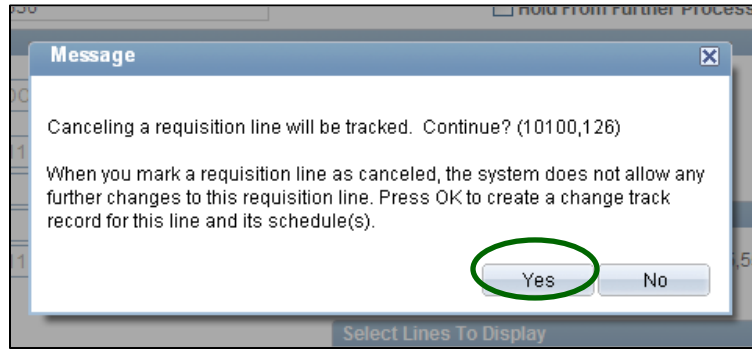 Hold From Further Process
Message
Canceling a requisition line will be tracked.  Continue? (10100,126)
When you mark a requisition line as canceled, the system does not allow any
further changes to this requisition line. Press OK to create a change track
record for this line and its schedule(s).
Yes
No
Select Lines To Display